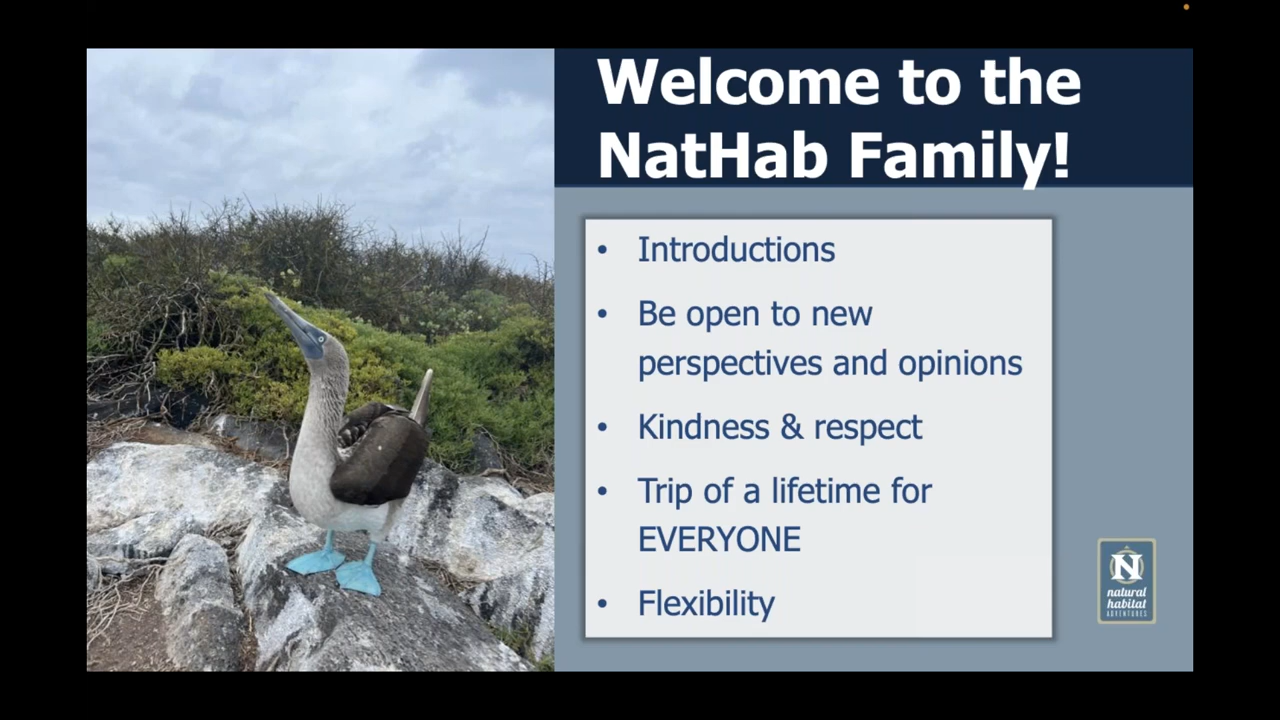 Welcome to the
NatHab Family!
• Introductions
• Be open to new
perspectives and opinions
• Kindness & respect
• Trip of a lifetime for
EVERYONE
• Flexibility
N
natural
habitat
ADVENTURES